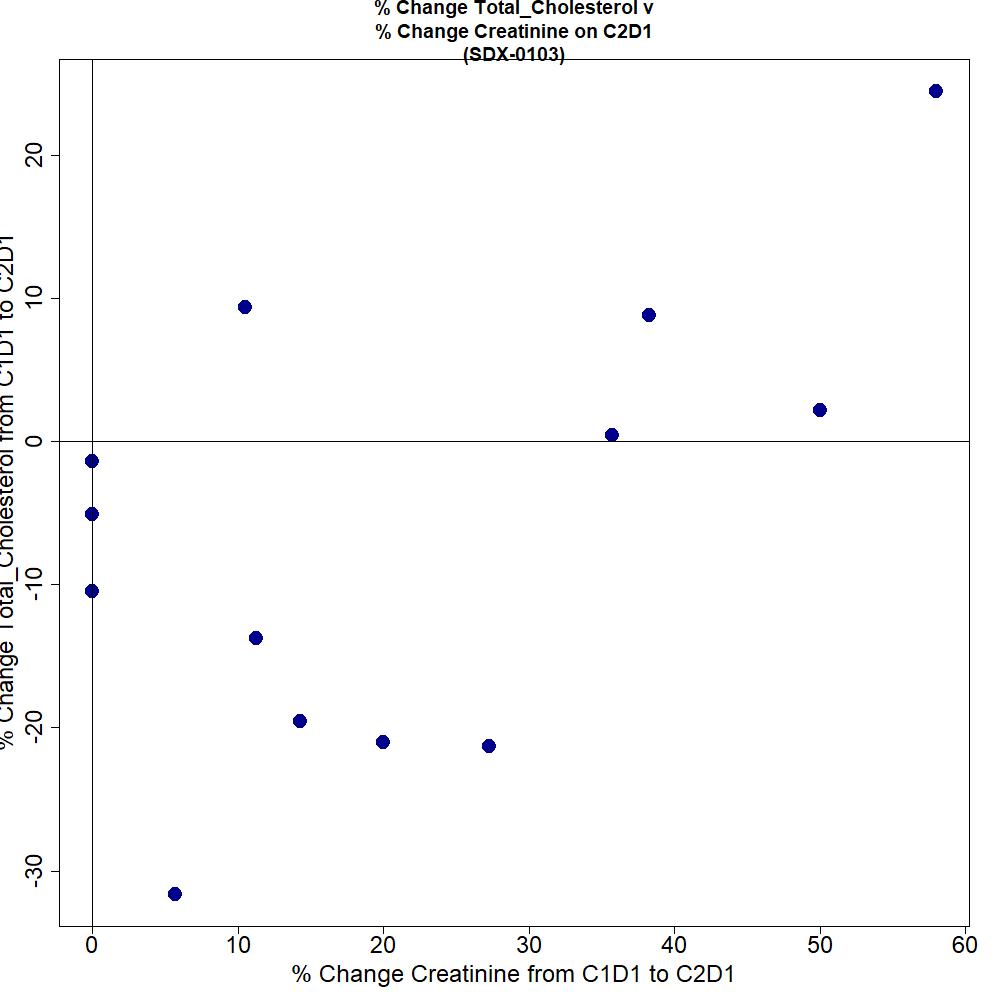 % Change Total_Cholesterol v
% Change Creatinine on C2D1
(SDX-0103)
% Change Total_Cholesterol from C1D1 to C2D1
20
10
0
-10
-20
-30
0 10 20 30 40 50 60
% Change Creatinine from C1D1 to C2D1